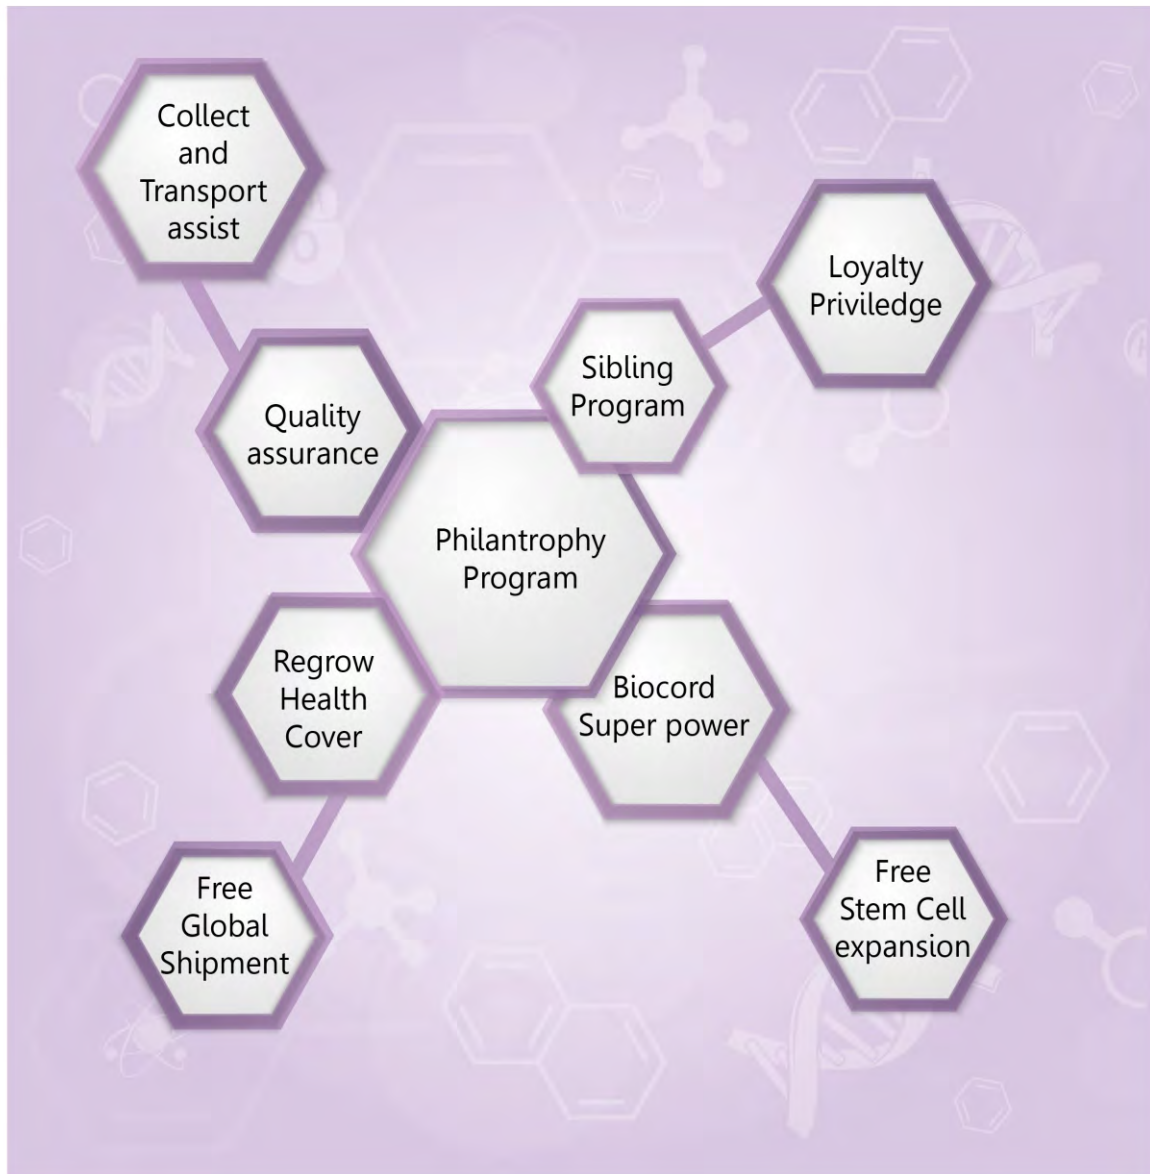 Collect
and
Transport
assist
Loyalty
Priviledge
Sibling
Program
Quality
assurance
Philantrophy
Program
Regrow
Health
Cover
Biocord
Super power
Free
Global
Shipment
Free
Stem Cell
expansion